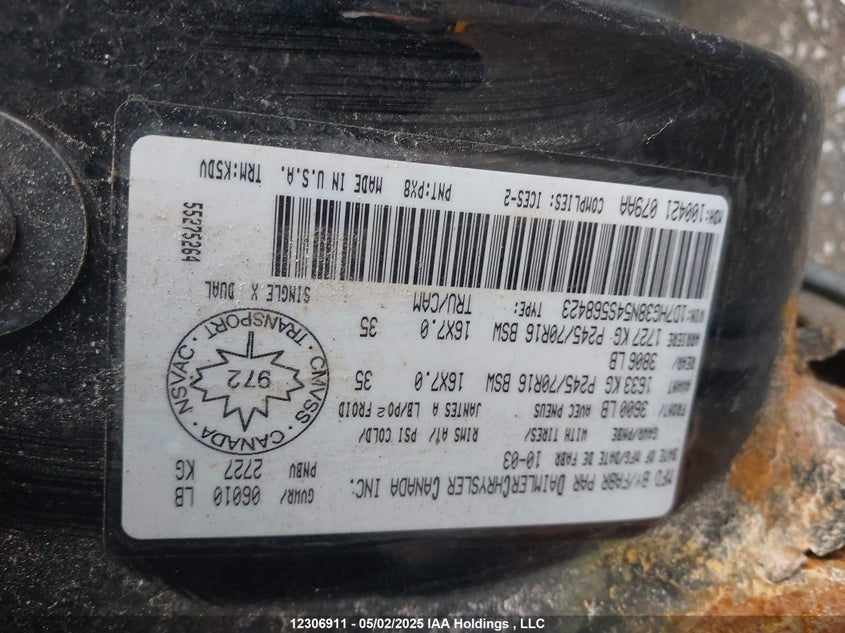 MFD BY/FABR PAR DAIMLERCHRYSLER CANADA INC.
DATE OF MFG/DATE DE FABR 10-03
GVWR/ 06010 LB
PNBV 2727 KG
GAWR/PNBE WITH TIRES/ RIMS AT/ PSI COLD/
AVEC PNEUS JANTES A LB/PO² FROID
FRONT/ 3600 LB
AVANT 1633 KG P245/70R16 BSW 16X7.0 35
REAR/ 3806 LB
ARRIERE 1727 KG P245/70R16 BSW 16X7.0 35
CMVSS · TRANSPORT · NSVAC · CANADA ·
972
VIN:1D7HG38N54S568423 TYPE: TRU/CAM SINGLE X DUAL
MDH:100421 079AA COMPLIES: ICES-2
55275264
PNT:PX8 MADE IN U.S.A. TRM:K5DV
12306911 - 05/02/2025 IAA Holdings , LLC